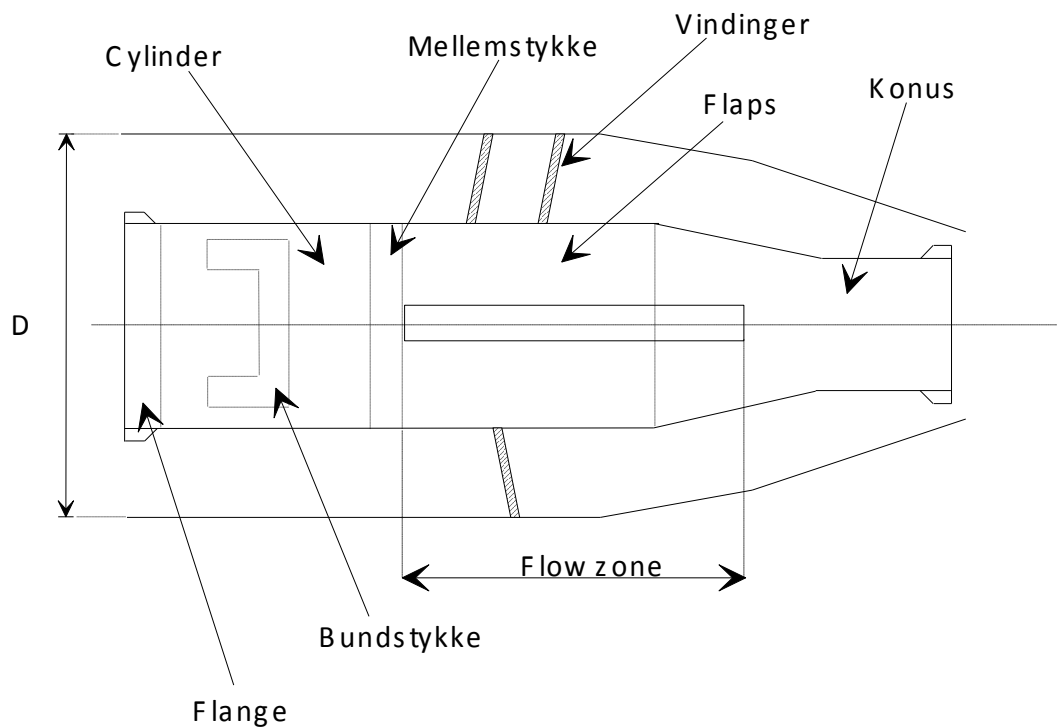 Vindinger
Mellemstykke
Cylinder
Konus
Flaps
D
Flow zone
Bundstykke
Flange